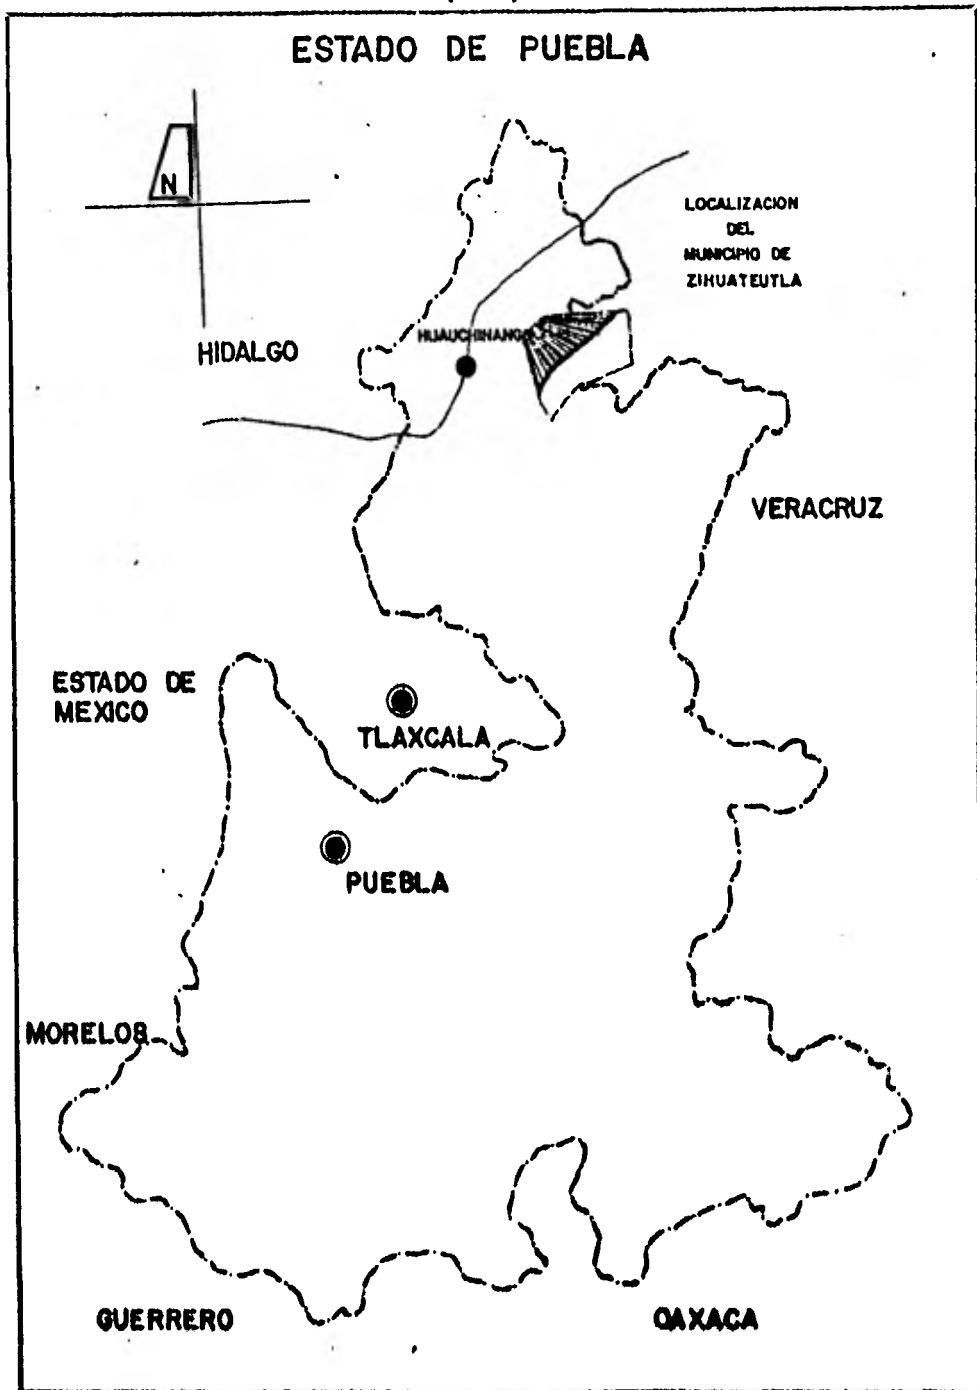 ESTADO DE PUEBLA
N
LOCALIZACION
DEL
MUNICIPIO DE
ZIHUATEUTLA
HUAUCHINANGO
HIDALGO
VERACRUZ
ESTADO DE
MEXICO
TLAXCALA
PUEBLA
MORELOS
GUERRERO
OAXACA